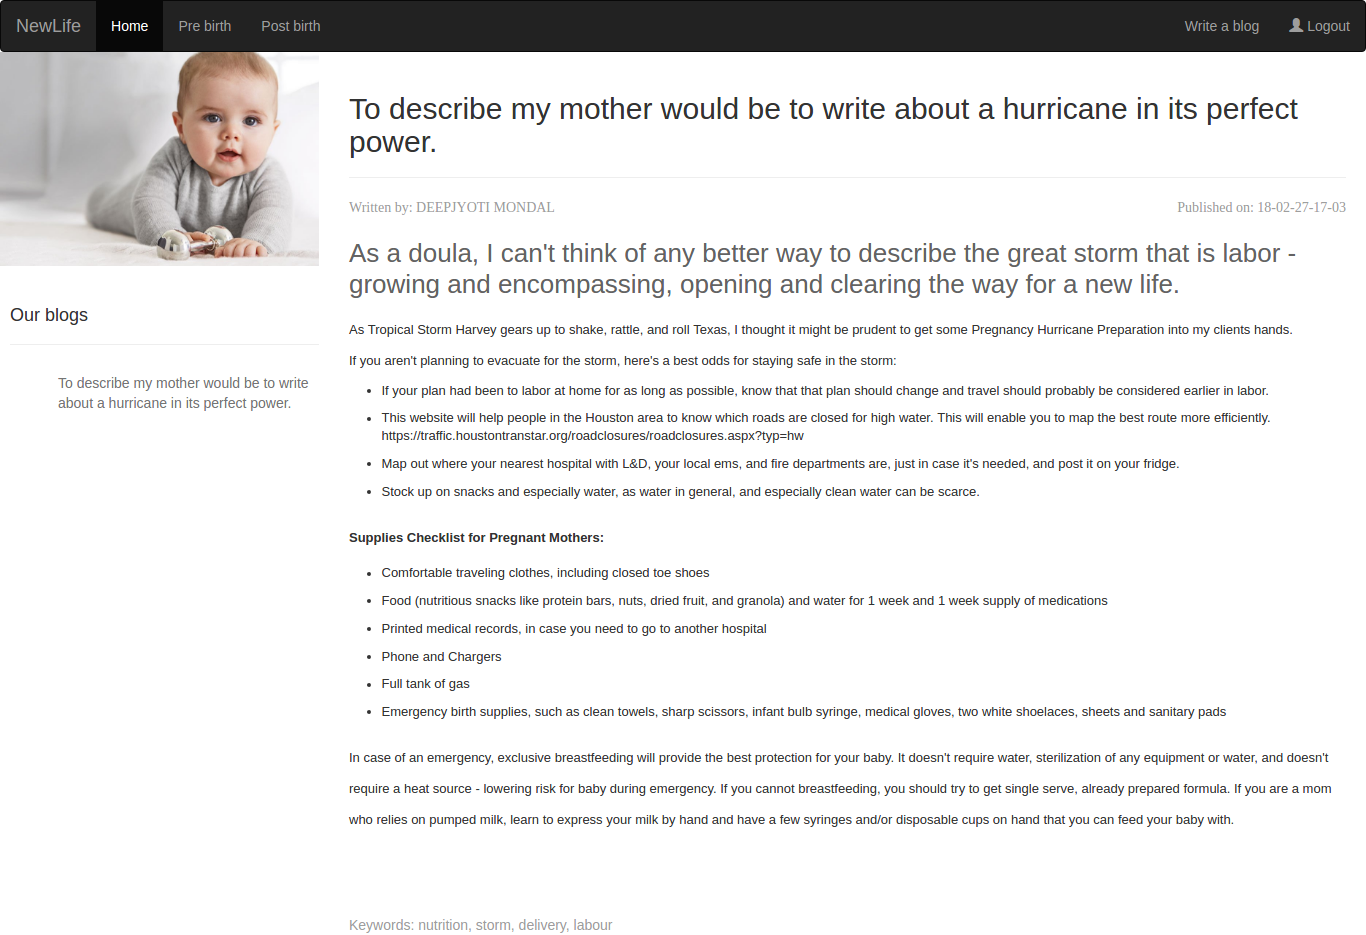 NewLife Home Pre birth Post birth Write a blog Logout
To describe my mother would be to write about a hurricane in its perfect
power.
Written by: DEEPJYOTI MONDAL Published on: 18-02-27-17-03
As a doula, I can't think of any better way to describe the great storm that is labor -
growing and encompassing, opening and clearing the way for a new life.
Our blogs
To describe my mother would be to write
about a hurricane in its perfect power.
As Tropical Storm Harvey gears up to shake, rattle, and roll Texas, I thought it might be prudent to get some Pregnancy Hurricane Preparation into my clients hands.
If you aren't planning to evacuate for the storm, here's a best odds for staying safe in the storm:
• If your plan had been to labor at home for as long as possible, know that that plan should change and travel should probably be considered earlier in labor.
• This website will help people in the Houston area to know which roads are closed for high water. This will enable you to map the best route more efficiently.
https://traffic.houstontranstar.org/roadclosures/roadclosures.aspx?typ=hw
• Map out where your nearest hospital with L&D, your local ems, and fire departments are, just in case it's needed, and post it on your fridge.
• Stock up on snacks and especially water, as water in general, and especially clean water can be scarce.
Supplies Checklist for Pregnant Mothers:
• Comfortable traveling clothes, including closed toe shoes
• Food (nutritious snacks like protein bars, nuts, dried fruit, and granola) and water for 1 week and 1 week supply of medications
• Printed medical records, in case you need to go to another hospital
• Phone and Chargers
• Full tank of gas
• Emergency birth supplies, such as clean towels, sharp scissors, infant bulb syringe, medical gloves, two white shoelaces, sheets and sanitary pads
In case of an emergency, exclusive breastfeeding will provide the best protection for your baby. It doesn't require water, sterilization of any equipment or water, and doesn't
require a heat source - lowering risk for baby during emergency. If you cannot breastfeeding, you should try to get single serve, already prepared formula. If you are a mom
who relies on pumped milk, learn to express your milk by hand and have a few syringes and/or disposable cups on hand that you can feed your baby with.
Keywords: nutrition, storm, delivery, labour